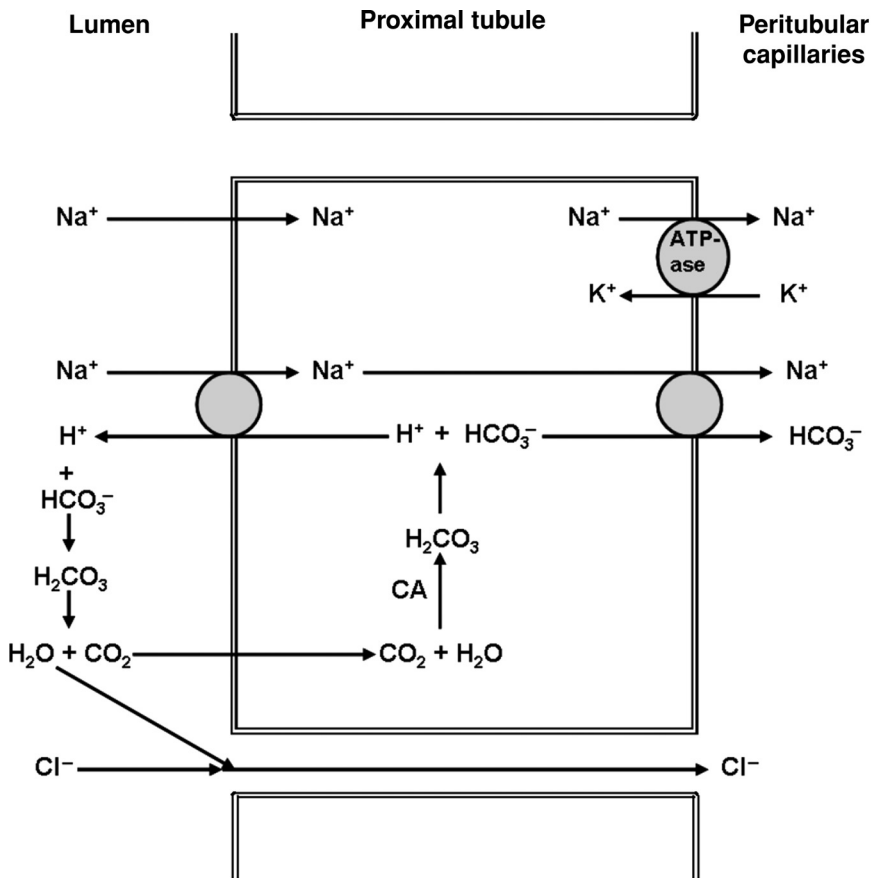 Lumen Proximal tubule Peritubular
capillaries
Na⁺ Na⁺ Na⁺ Na⁺
ATP-
ase
K⁺ K⁺
Na⁺ Na⁺ Na⁺
H⁺ H⁺ + HCO₃⁻ HCO₃⁻
+
HCO₃⁻
H₂CO₃
H₂CO₃
CA
H₂O + CO₂ CO₂ + H₂O
Cl⁻ Cl⁻